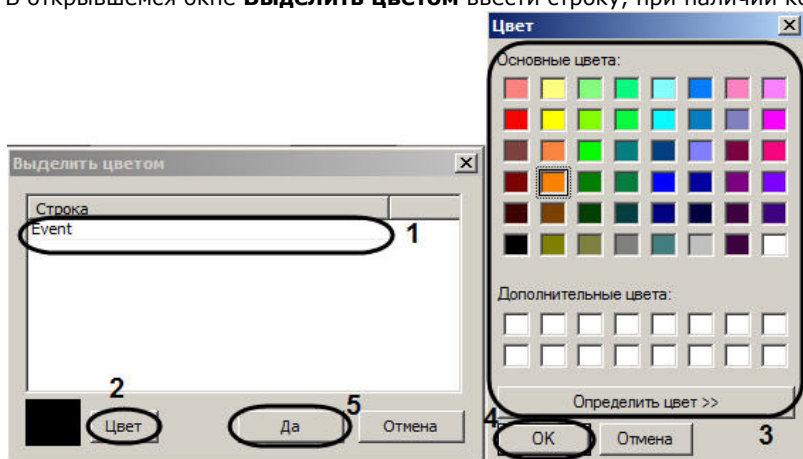 В открывшемся окне Выделить цветом ввести строку, при наличии ко
Цвет
Основные цвета:
Выделить цветом
Строка
Event
1
Дополнительные цвета:
2
5
Определить цвет >>
Цвет
Да
Отмена
4
OK
Отмена
3